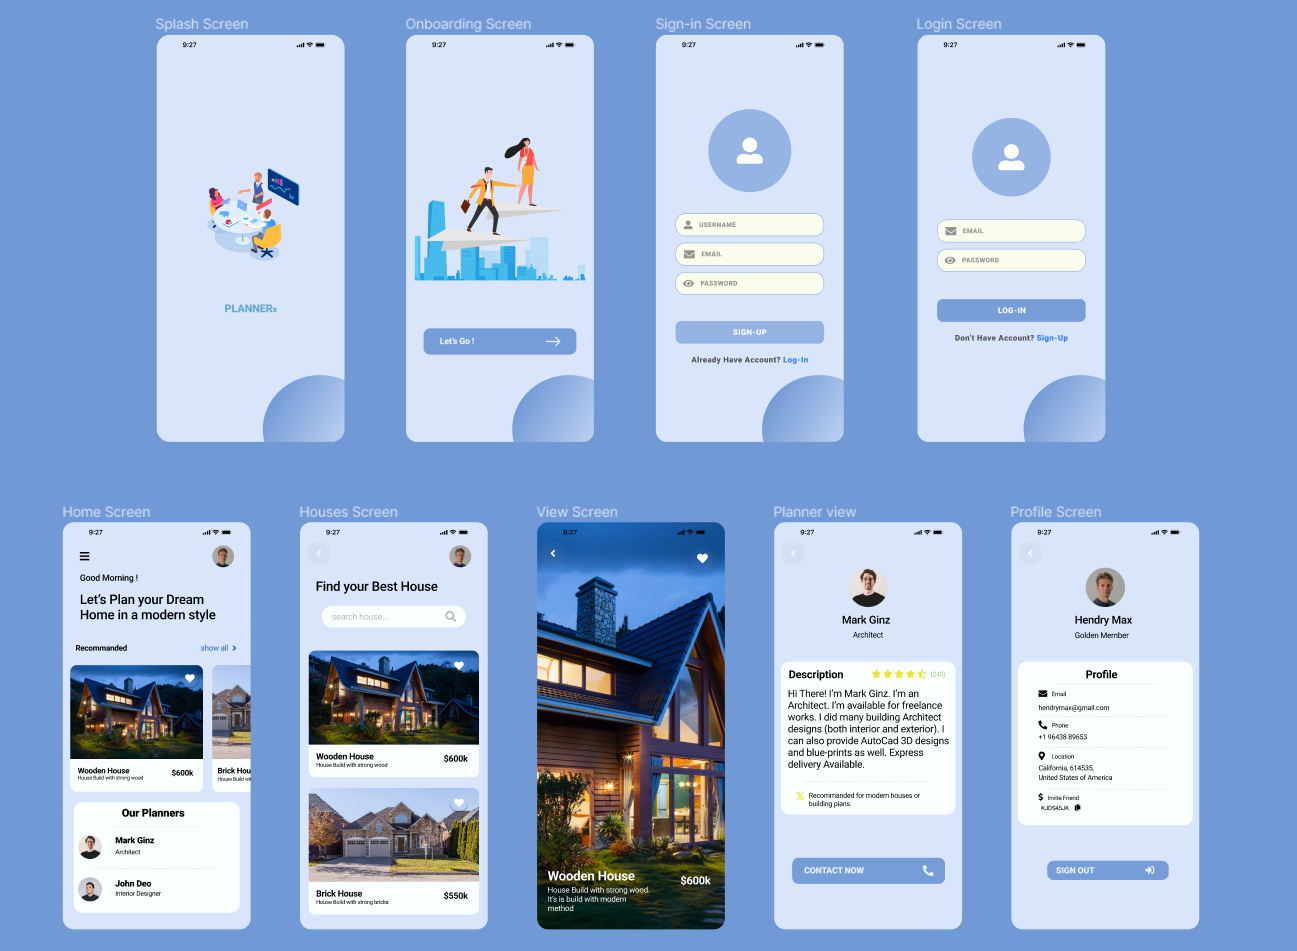 Splash Screen
9:27
PLANNERs
Onboarding Screen
9:27
Let's Go !
Sign-in Screen
9:27
USERNAME
EMAIL
PASSWORD
SIGN-UP
Already Have Account? Log-In
Login Screen
9:27
EMAIL
PASSWORD
LOG-IN
Don't Have Account? Sign-Up
Home Screen
9:27
Good Morning !
Let's Plan your Dream
Home in a modern style
Recommanded
show all
Wooden House
House Build with strong wood
$600k
Brick Hou
House Build wit
Our Planners
Mark Ginz
Architect
John Deo
Interior Designer
Houses Screen
9:27
Find your Best House
search house...
Wooden House
House Build with strong wood
$600k
Brick House
House Build with strong bricks
$550k
View Screen
9:27
Wooden House
House Build with strong wood.
It's is build with modern
method
$600k
Planner view
9:27
Mark Ginz
Architect
Description
(243)
Hi There! I'm Mark Ginz. I'm an
Architect. I'm available for freelance
works. I did many building Architect
designs (both interior and exterior). I
can also provide AutoCad 3D designs
and blue-prints as well. Express
delivery Available.
Recommanded for modern houses or
building plans.
CONTACT NOW
Profile Screen
9:27
Hendry Max
Golden Member
Profile
Email
hendrymax@gmail.com
Phone
+1 96438 89653
Location
California, 614535,
United States of America
Invite Friend
KJDS45JK
SIGN OUT